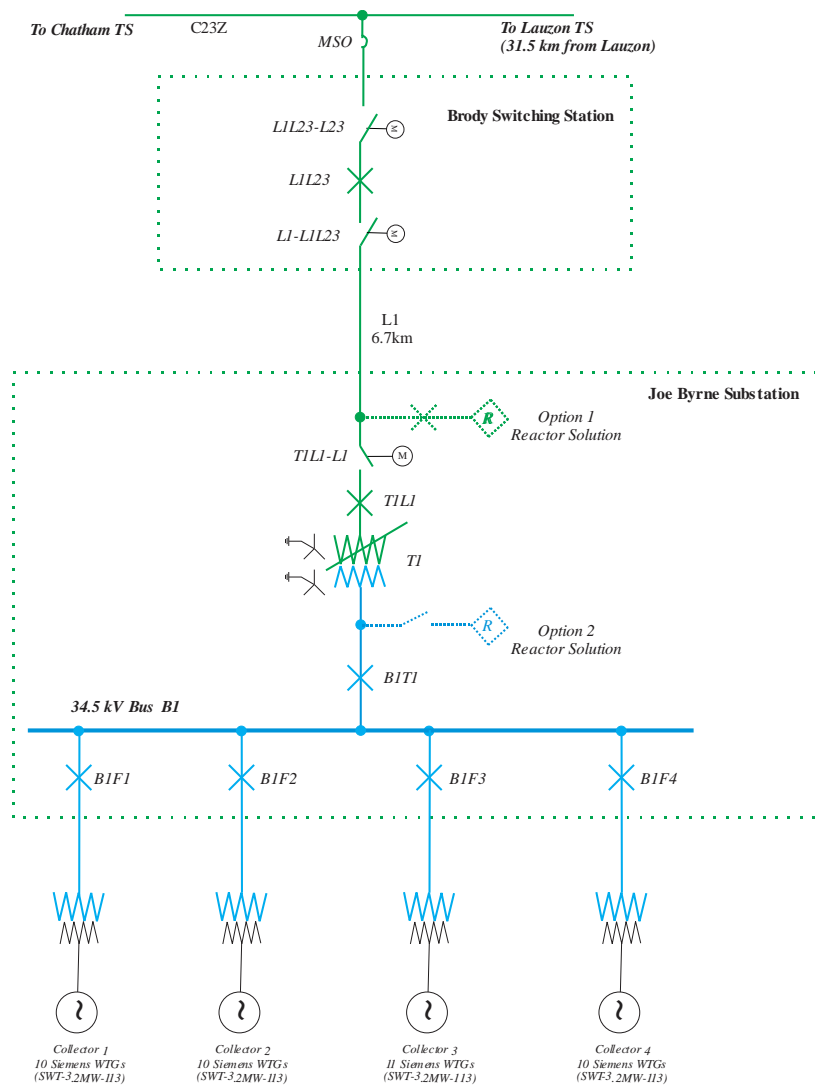 To Chatham TS
C23Z
To Lauzon TS
(31.5 km from Lauzon)
MSO
Brody Switching Station
L1L23-L23
M
L1L23
L1-L1L23
M
L1
6.7km
Joe Byrne Substation
R
Option 1
Reactor Solution
T1L1-L1
M
T1L1
T1
R
Option 2
Reactor Solution
B1T1
34.5 kV Bus B1
B1F1
B1F2
B1F3
B1F4
~
~
~
~
Collector 1
10 Siemens WTGs
(SWT-3.2MW-113)
Collector 2
10 Siemens WTGs
(SWT-3.2MW-113)
Collector 3
11 Siemens WTGs
(SWT-3.2MW-113)
Collector 4
10 Siemens WTGs
(SWT-3.2MW-113)